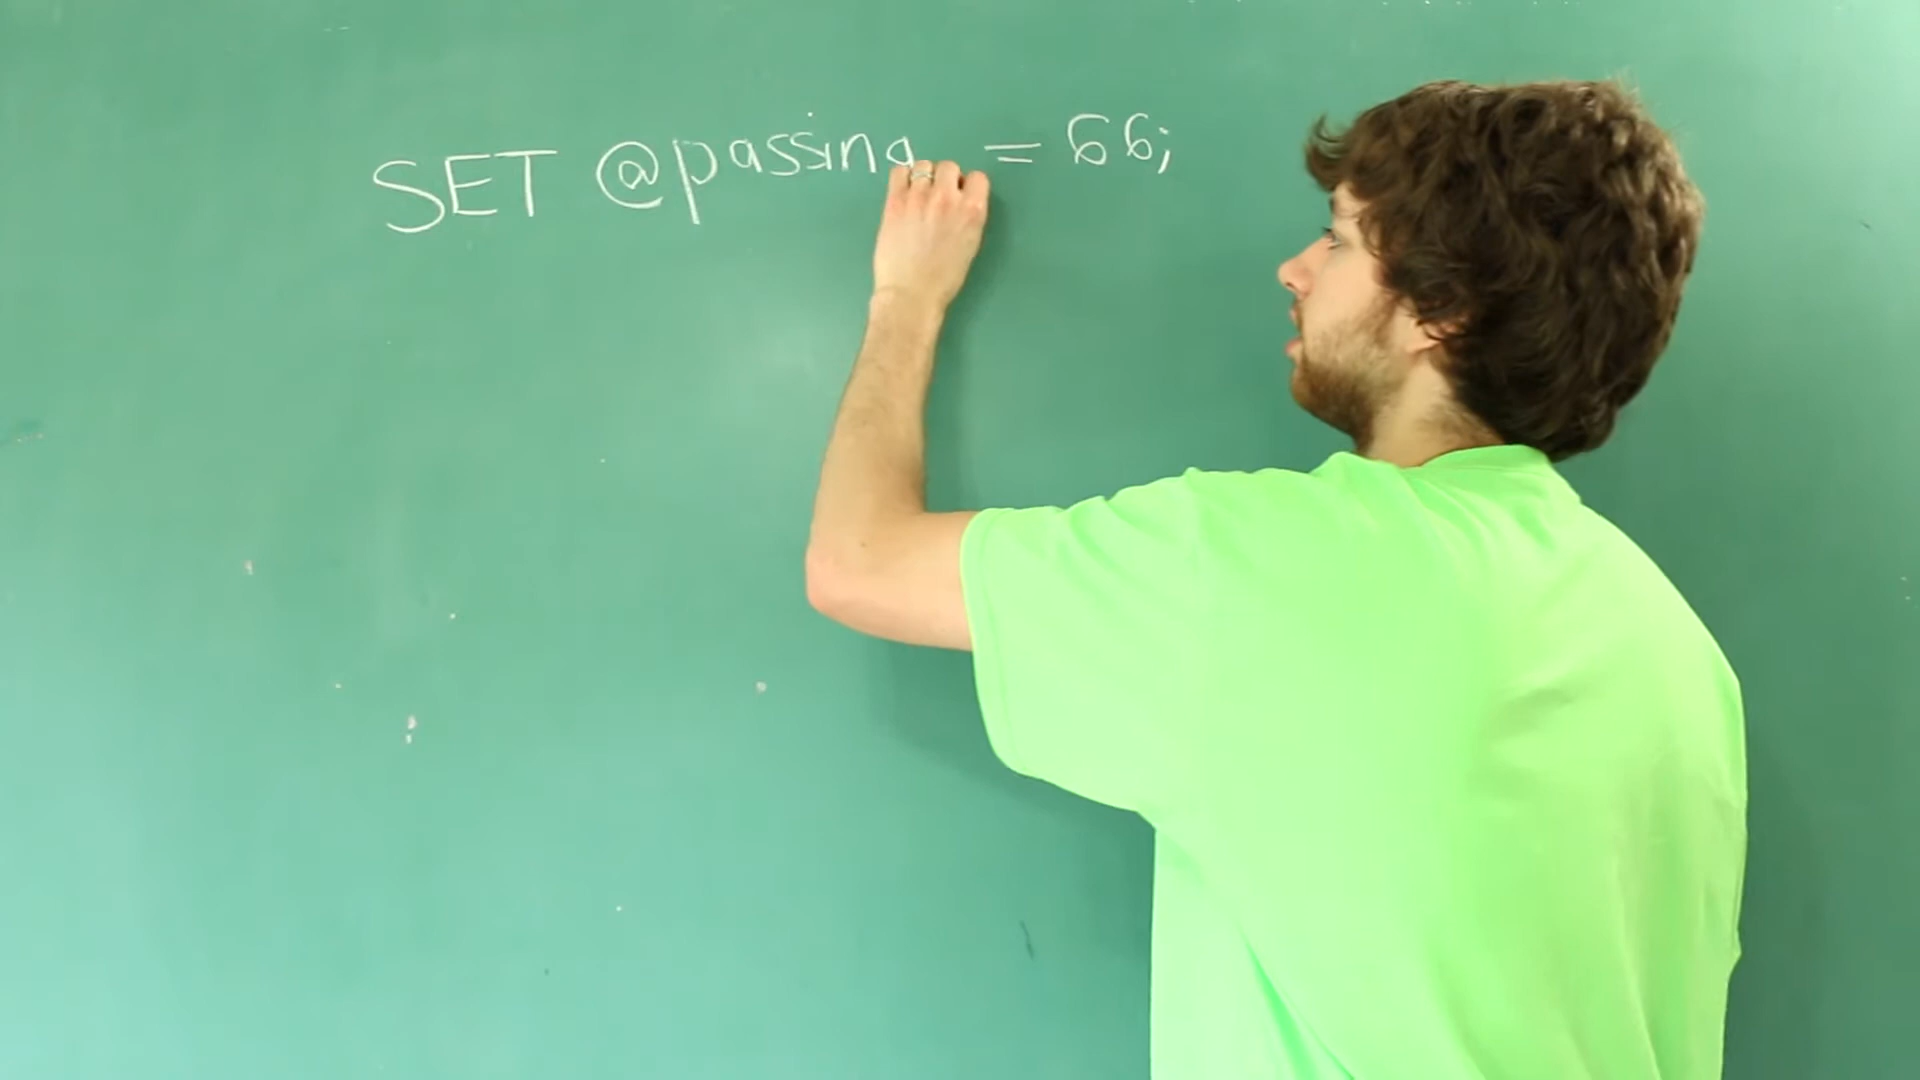 SET @passing = 66;